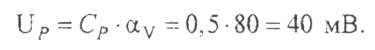 U_P = C_P · α_V = 0,5 · 80 = 40 мВ.